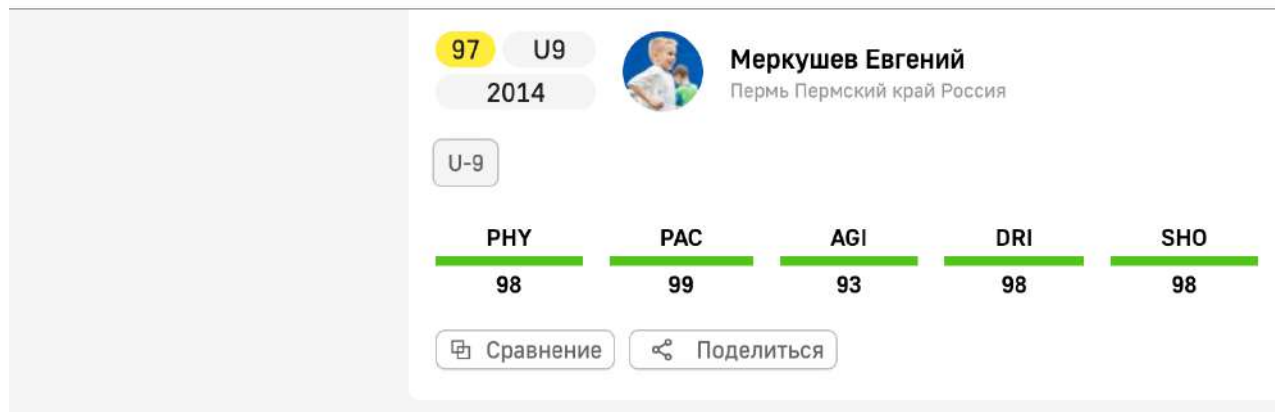 97 U9 Меркушев Евгений
2014 Пермь Пермский край Россия
U-9
PHY PAC AGI DRI SHO
98 99 93 98 98
Сравнение Поделиться